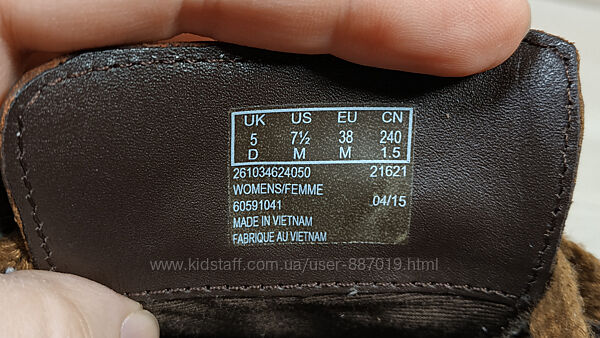 UK US EU CN
5 7½ 38 240
D M M 1.5
261034624050 21621
WOMENS/FEMME
60591041 04/15
MADE IN VIETNAM
FABRIQUE AU VIETNAM
www.kidstaff.com.ua/user-887019.html